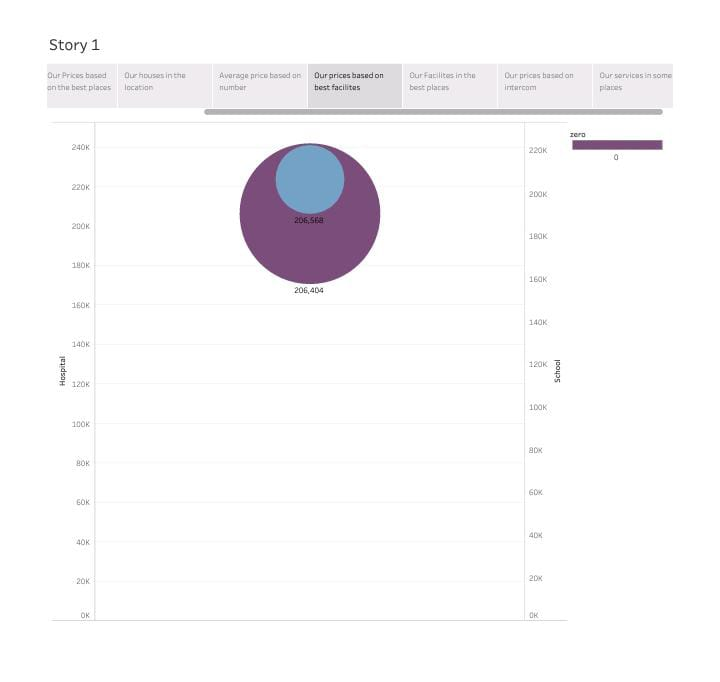 Story 1
Our Prices based
on the best places
Our houses in the
location
Average price based on
number
Our prices based on
best facilites
Our Facilites in the
best places
Our prices based on
intercom
Our services in some
places
zero
0
240K
220K
200K
180K
160K
140K
120K
100K
80K
60K
40K
20K
0K
Hospital
206,568
206,404
220K
200K
180K
160K
140K
120K
100K
80K
60K
40K
20K
0K
School